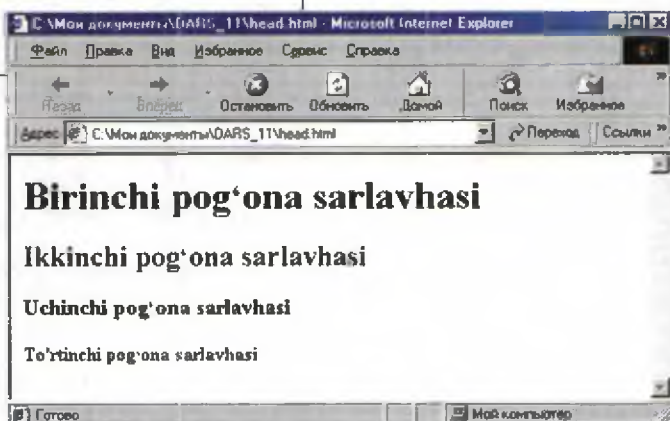 C:\Мои документы\DARS_11\head.html - Microsoft Internet Explorer
Файл Правка Вид Избранное Сервис Справка
Назад Вперед Остановить Обновить Домой Поиск Избранное »
Адрес C:\Мои документы\DARS_11\head.html Переход Ссылки »
Birinchi pog‘ona sarlavhasi
Ikkinchi pog‘ona sarlavhasi
Uchinchi pog‘ona sarlavhasi
To‘rtinchi pog‘ona sarlavhasi
Готово Мой компьютер